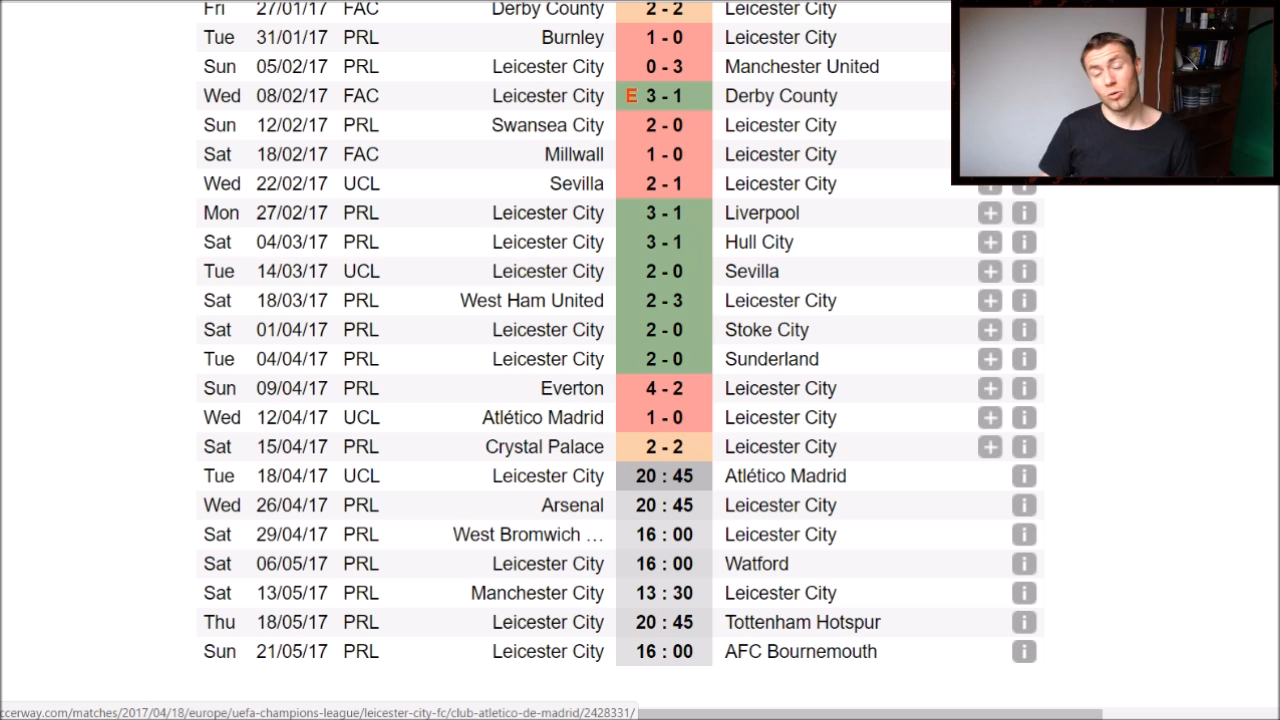 Fri 27/01/17 FAC Derby County 2 - 2 Leicester City
Tue 31/01/17 PRL Burnley 1 - 0 Leicester City
Sun 05/02/17 PRL Leicester City 0 - 3 Manchester United
Wed 08/02/17 FAC Leicester City E 3 - 1 Derby County
Sun 12/02/17 PRL Swansea City 2 - 0 Leicester City
Sat 18/02/17 FAC Millwall 1 - 0 Leicester City
Wed 22/02/17 UCL Sevilla 2 - 1 Leicester City
Mon 27/02/17 PRL Leicester City 3 - 1 Liverpool
Sat 04/03/17 PRL Leicester City 3 - 1 Hull City
Tue 14/03/17 UCL Leicester City 2 - 0 Sevilla
Sat 18/03/17 PRL West Ham United 2 - 3 Leicester City
Sat 01/04/17 PRL Leicester City 2 - 0 Stoke City
Tue 04/04/17 PRL Leicester City 2 - 0 Sunderland
Sun 09/04/17 PRL Everton 4 - 2 Leicester City
Wed 12/04/17 UCL Atlético Madrid 1 - 0 Leicester City
Sat 15/04/17 PRL Crystal Palace 2 - 2 Leicester City
Tue 18/04/17 UCL Leicester City 20 : 45 Atlético Madrid
Wed 26/04/17 PRL Arsenal 20 : 45 Leicester City
Sat 29/04/17 PRL West Bromwich … 16 : 00 Leicester City
Sat 06/05/17 PRL Leicester City 16 : 00 Watford
Sat 13/05/17 PRL Manchester City 13 : 30 Leicester City
Thu 18/05/17 PRL Leicester City 20 : 45 Tottenham Hotspur
Sun 21/05/17 PRL Leicester City 16 : 00 AFC Bournemouth
ccerway.com/matches/2017/04/18/europe/uefa-champions-league/leicester-city-fc/club-atletico-de-madrid/2428331/